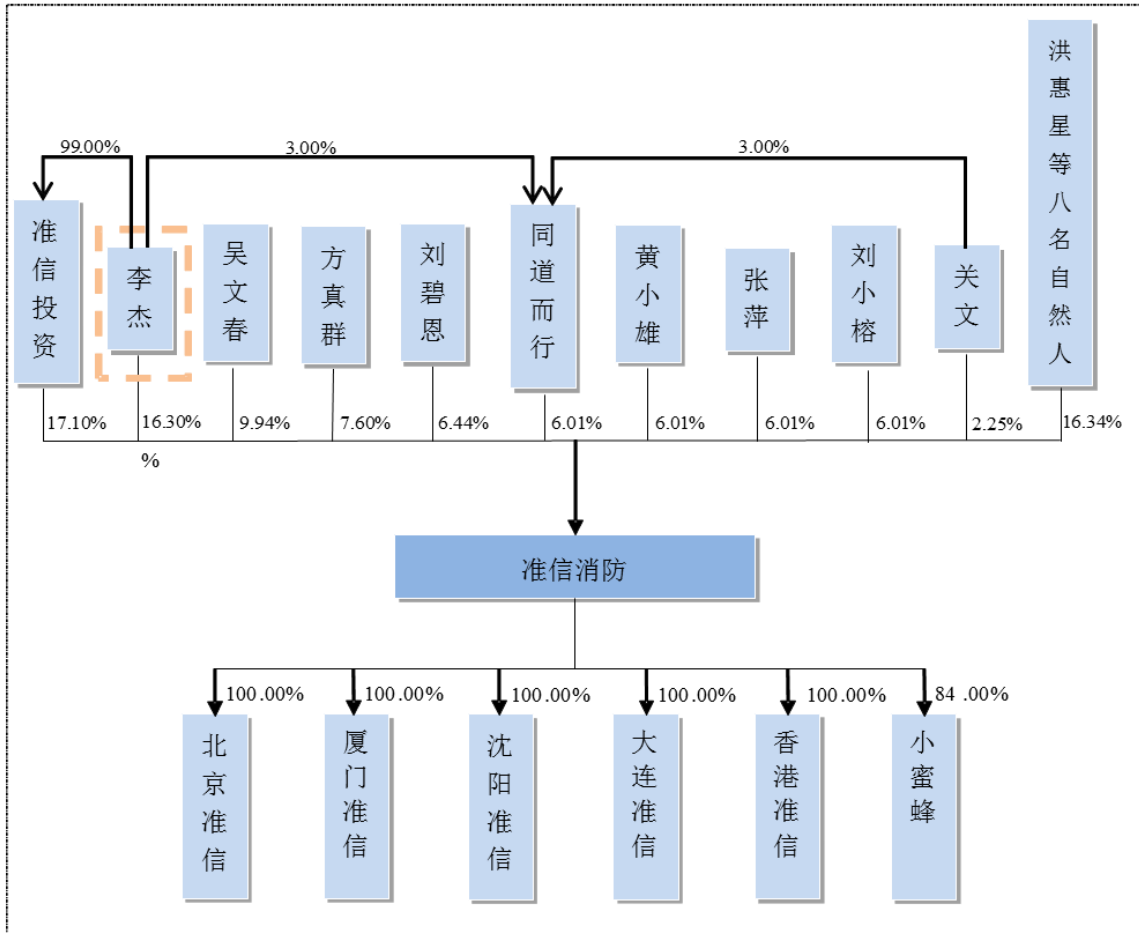 99.00%
3.00%
3.00%
准信投资
李杰
吴文春
方真群
刘碧恩
同道而行
黄小雄
张萍
刘小榕
关文
洪惠星等八名自然人
17.10%
16.30%
9.94%
7.60%
6.44%
6.01%
6.01%
6.01%
6.01%
2.25%
16.34%
%
准信消防
100.00%
100.00%
100.00%
100.00%
100.00%
84 .00%
北京准信
厦门准信
沈阳准信
大连准信
香港准信
小蜜蜂